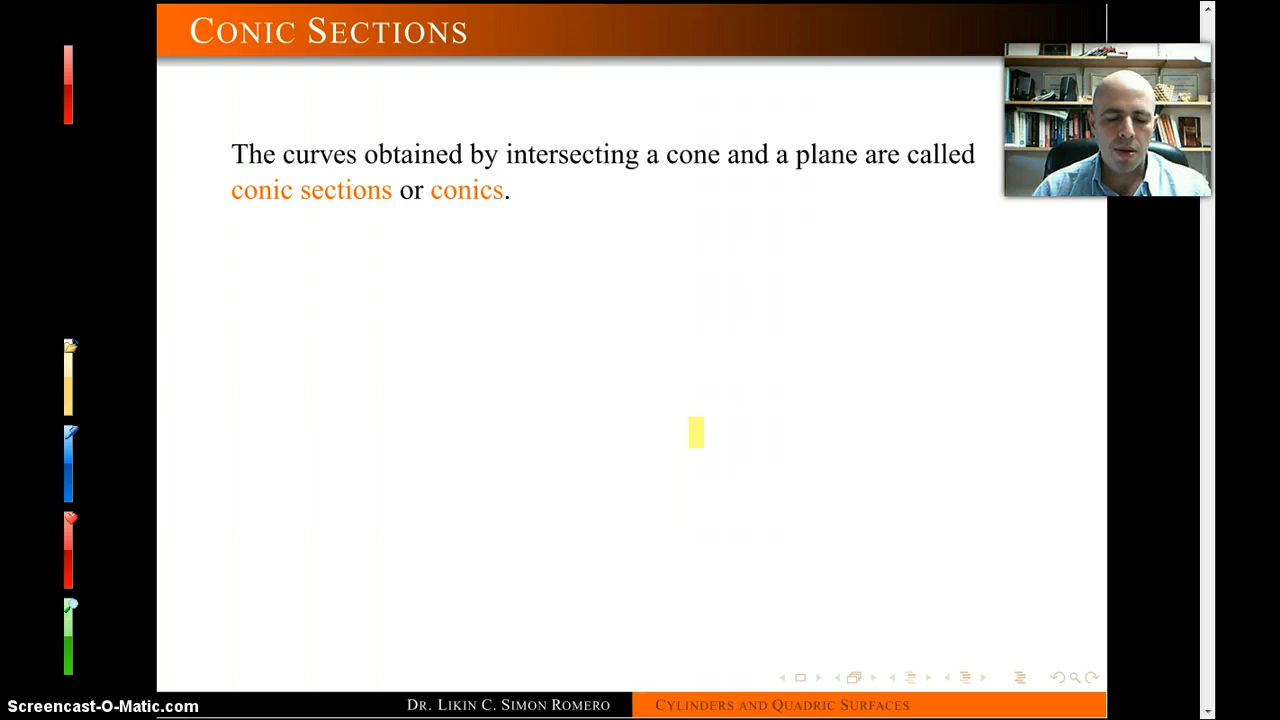 CONIC SECTIONS
The curves obtained by intersecting a cone and a plane are called
conic sections or conics.
Screencast-O-Matic.com
DR. LIKIN C. SIMON ROMERO
CYLINDERS AND QUADRIC SURFACES